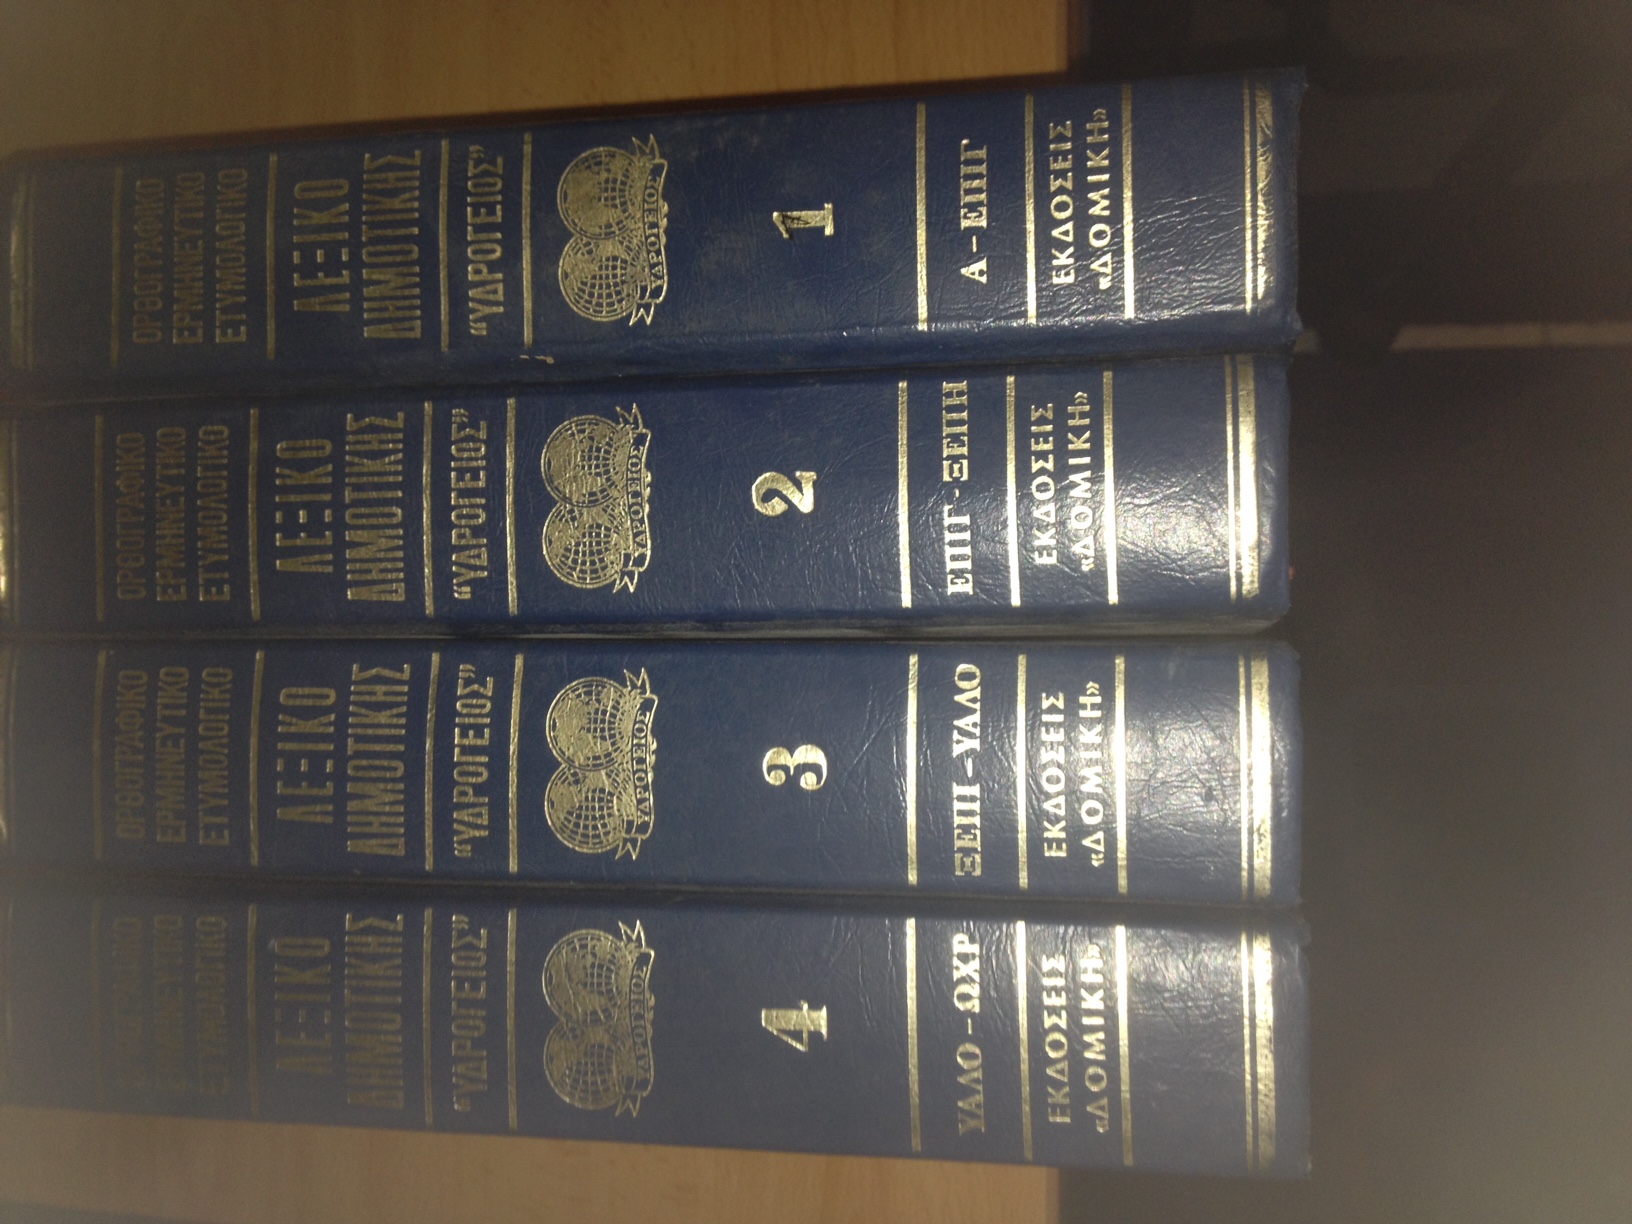 ΟΡΘΟΓΡΑΦΙΚΟ
ΕΡΜΗΝΕΥΤΙΚΟ
ΕΤΥΜΟΛΟΓΙΚΟ
ΛΕΞΙΚΟ
ΔΗΜΟΤΙΚΗΣ
“ΥΔΡΟΓΕΙΟΣ”
ΥΔΡΟΓΕΙΟΣ
1
Α-ΕΠΙΓ
ΕΚΔΟΣΕΙΣ
«ΔΟΜΙΚΗ»
ΟΡΘΟΓΡΑΦΙΚΟ
ΕΡΜΗΝΕΥΤΙΚΟ
ΕΤΥΜΟΛΟΓΙΚΟ
ΛΕΞΙΚΟ
ΔΗΜΟΤΙΚΗΣ
“ΥΔΡΟΓΕΙΟΣ”
ΥΔΡΟΓΕΙΟΣ
2
ΕΠΙΓ-ΞΕΠΗ
ΕΚΔΟΣΕΙΣ
«ΔΟΜΙΚΗ»
ΟΡΘΟΓΡΑΦΙΚΟ
ΕΡΜΗΝΕΥΤΙΚΟ
ΕΤΥΜΟΛΟΓΙΚΟ
ΛΕΞΙΚΟ
ΔΗΜΟΤΙΚΗΣ
“ΥΔΡΟΓΕΙΟΣ”
ΥΔΡΟΓΕΙΟΣ
3
ΞΕΠΙ-ΥΑΛΟ
ΕΚΔΟΣΕΙΣ
«ΔΟΜΙΚΗ»
ΕΡΜΗΝΕΥΤΙΚΟ
ΕΤΥΜΟΛΟΓΙΚΟ
ΛΕΞΙΚΟ
ΔΗΜΟΤΙΚΗΣ
“ΥΔΡΟΓΕΙΟΣ”
ΥΔΡΟΓΕΙΟΣ
4
ΥΑΛΟ-ΩΧΡ
ΕΚΔΟΣΕΙΣ
«ΔΟΜΙΚΗ»